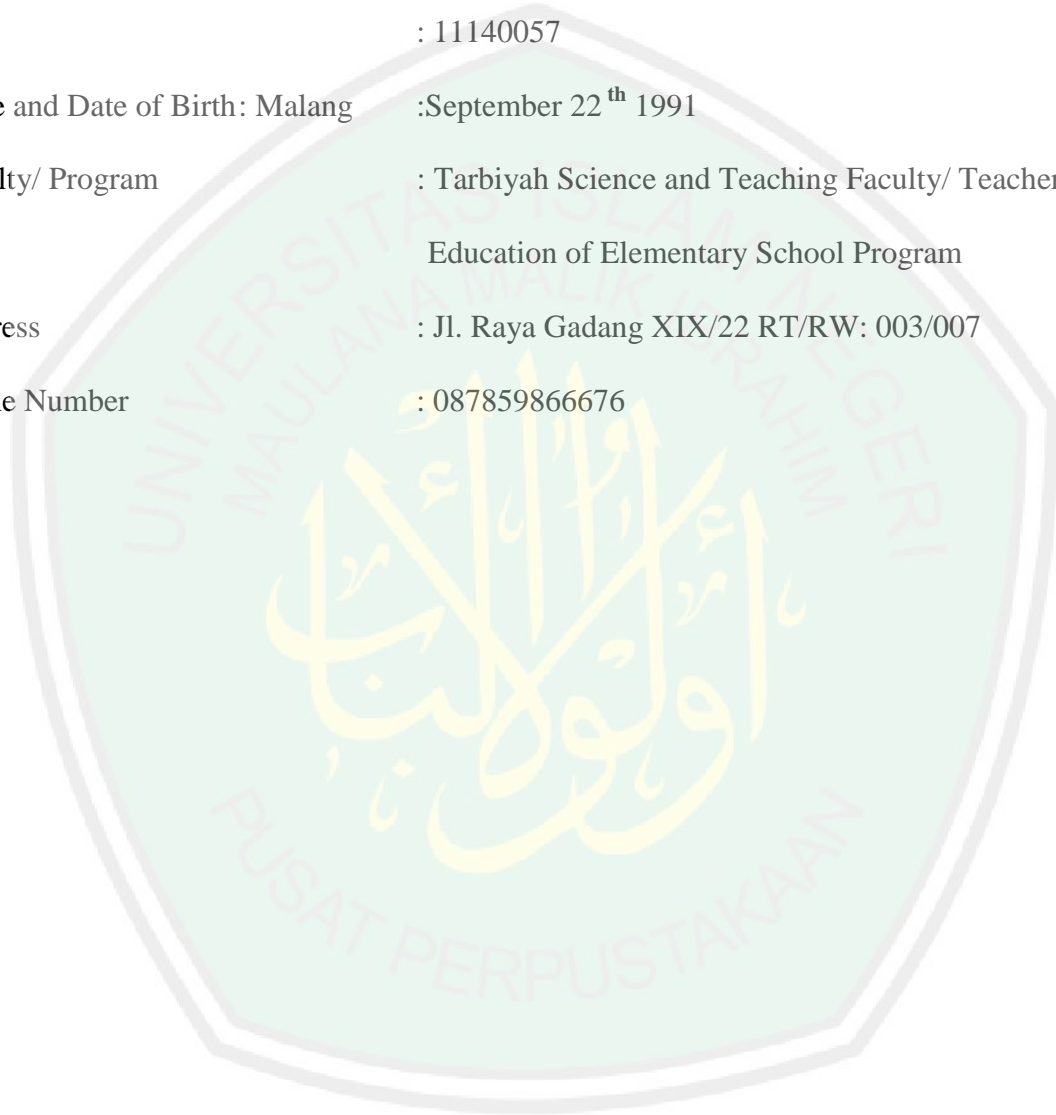 : 11140057
e and Date of Birth: Malang :September 22 th 1991
lty/ Program : Tarbiyah Science and Teaching Faculty/ Teacher
Education of Elementary School Program
ress : Jl. Raya Gadang XIX/22 RT/RW: 003/007
e Number : 087859866676
UNIVERSITAS ISLAM NEGERI
MAULANA MALIK IBRAHIM
PUSAT PERPUSTAKAAN